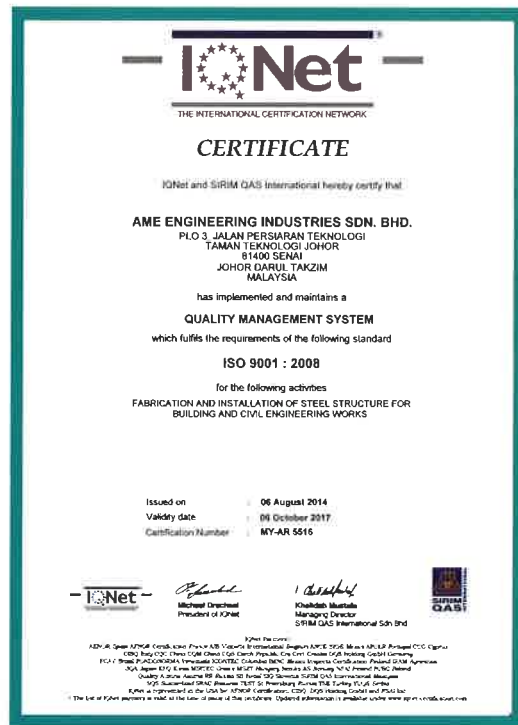 IQNet ®
THE INTERNATIONAL CERTIFICATION NETWORK
CERTIFICATE
IQNet and SIRIM QAS International hereby certify that
AME ENGINEERING INDUSTRIES SDN. BHD.
PLO 3, JALAN PERSIARAN TEKNOLOGI
TAMAN TEKNOLOGI JOHOR
81400 SENAI
JOHOR DARUL TAKZIM
MALAYSIA
has implemented and maintains a
QUALITY MANAGEMENT SYSTEM
which fulfils the requirements of the following standard
ISO 9001 : 2008
for the following activities
FABRICATION AND INSTALLATION OF STEEL STRUCTURE FOR
BUILDING AND CIVIL ENGINEERING WORKS
Issued on : 06 August 2014
Validity date : 06 October 2017
Certification Number : MY-AR 5516
IQNet
Michael Drechsel
President of IQNet
Khalidah Mustafa
Managing Director
SIRIM QAS International Sdn Bhd
SIRIM
QAS
IQNet Partners